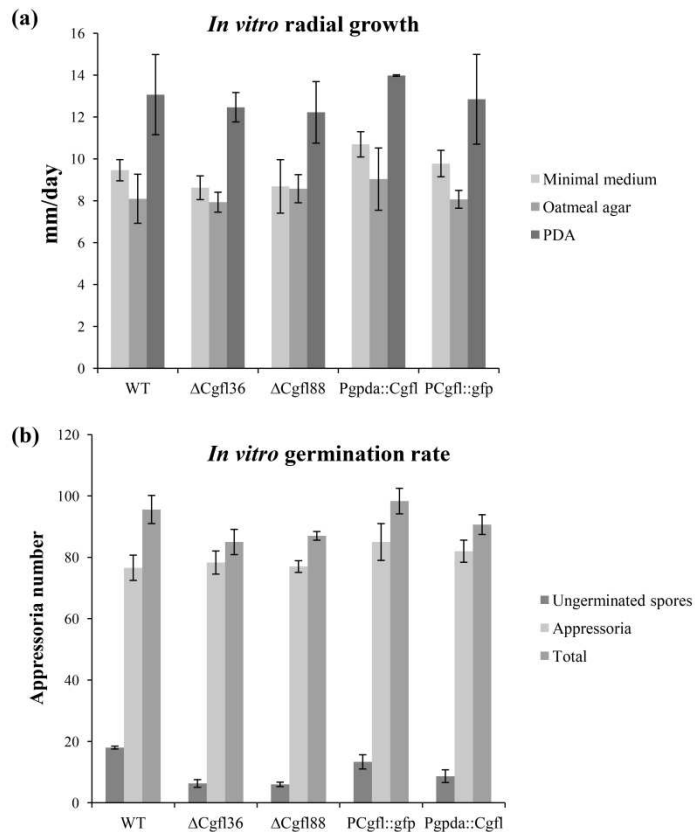 (a)
In vitro radial growth
16
14
12
10
8
6
4
2
0
mm/day
Minimal medium
Oatmeal agar
PDA
WT ΔCgfl36 ΔCgfl88 Pgpda::Cgfl PCgfl::gfp
(b)
In vitro germination rate
120
100
80
60
40
20
0
Appressoria number
Ungerminated spores
Appressoria
Total
WT ΔCgfl36 ΔCgfl88 PCgfl::gfp Pgpda::Cgfl